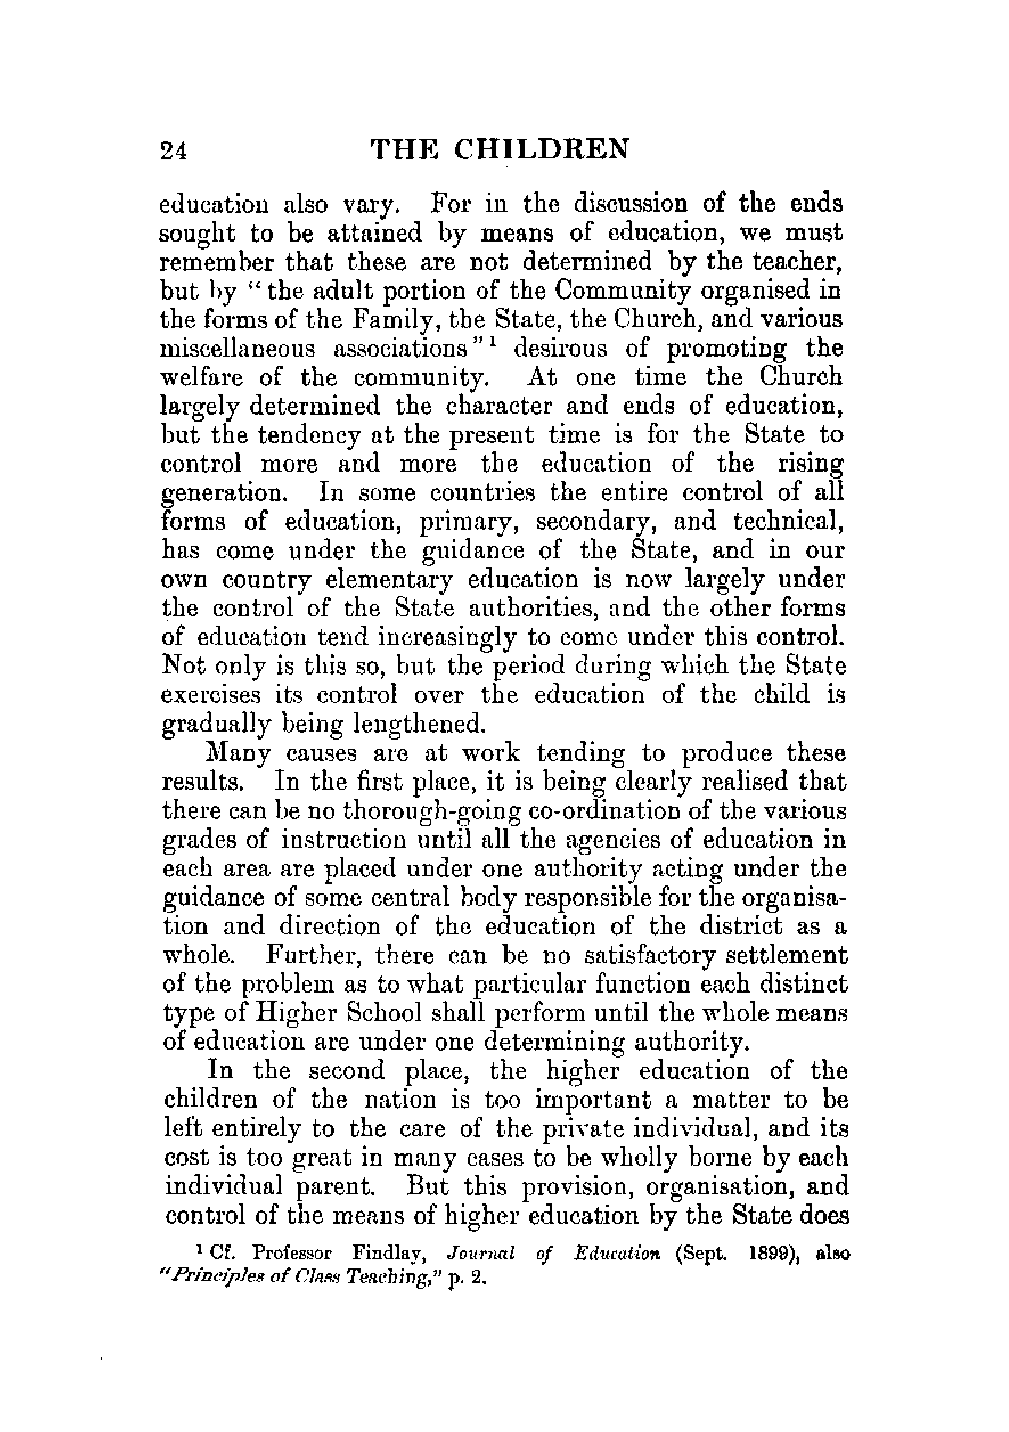 24 THE CHILDREN
education also vary. For in the discussion of the ends
sought to be attained by means of education, we must
remember that these are not determined by the teacher,
but by "the adult portion of the Community organised in
the forms of the Family, the State, the Church, and various
miscellaneous associations"¹ desirous of promoting the
welfare of the community. At one time the Church
largely determined the character and ends of education,
but the tendency at the present time is for the State to
control more and more the education of the rising
generation. In some countries the entire control of all
forms of education, primary, secondary, and technical,
has come under the guidance of the State, and in our
own country elementary education is now largely under
the control of the State authorities, and the other forms
of education tend increasingly to come under this control.
Not only is this so, but the period during which the State
exercises its control over the education of the child is
gradually being lengthened.
Many causes are at work tending to produce these
results. In the first place, it is being clearly realised that
there can be no thorough-going co-ordination of the various
grades of instruction until all the agencies of education in
each area are placed under one authority acting under the
guidance of some central body responsible for the organisa-
tion and direction of the education of the district as a
whole. Further, there can be no satisfactory settlement
of the problem as to what particular function each distinct
type of Higher School shall perform until the whole means
of education are under one determining authority.
In the second place, the higher education of the
children of the nation is too important a matter to be
left entirely to the care of the private individual, and its
cost is too great in many cases to be wholly borne by each
individual parent. But this provision, organisation, and
control of the means of higher education by the State does
¹ Cf. Professor Findlay, Journal of Education (Sept. 1899), also
"Principles of Class Teaching," p. 2.